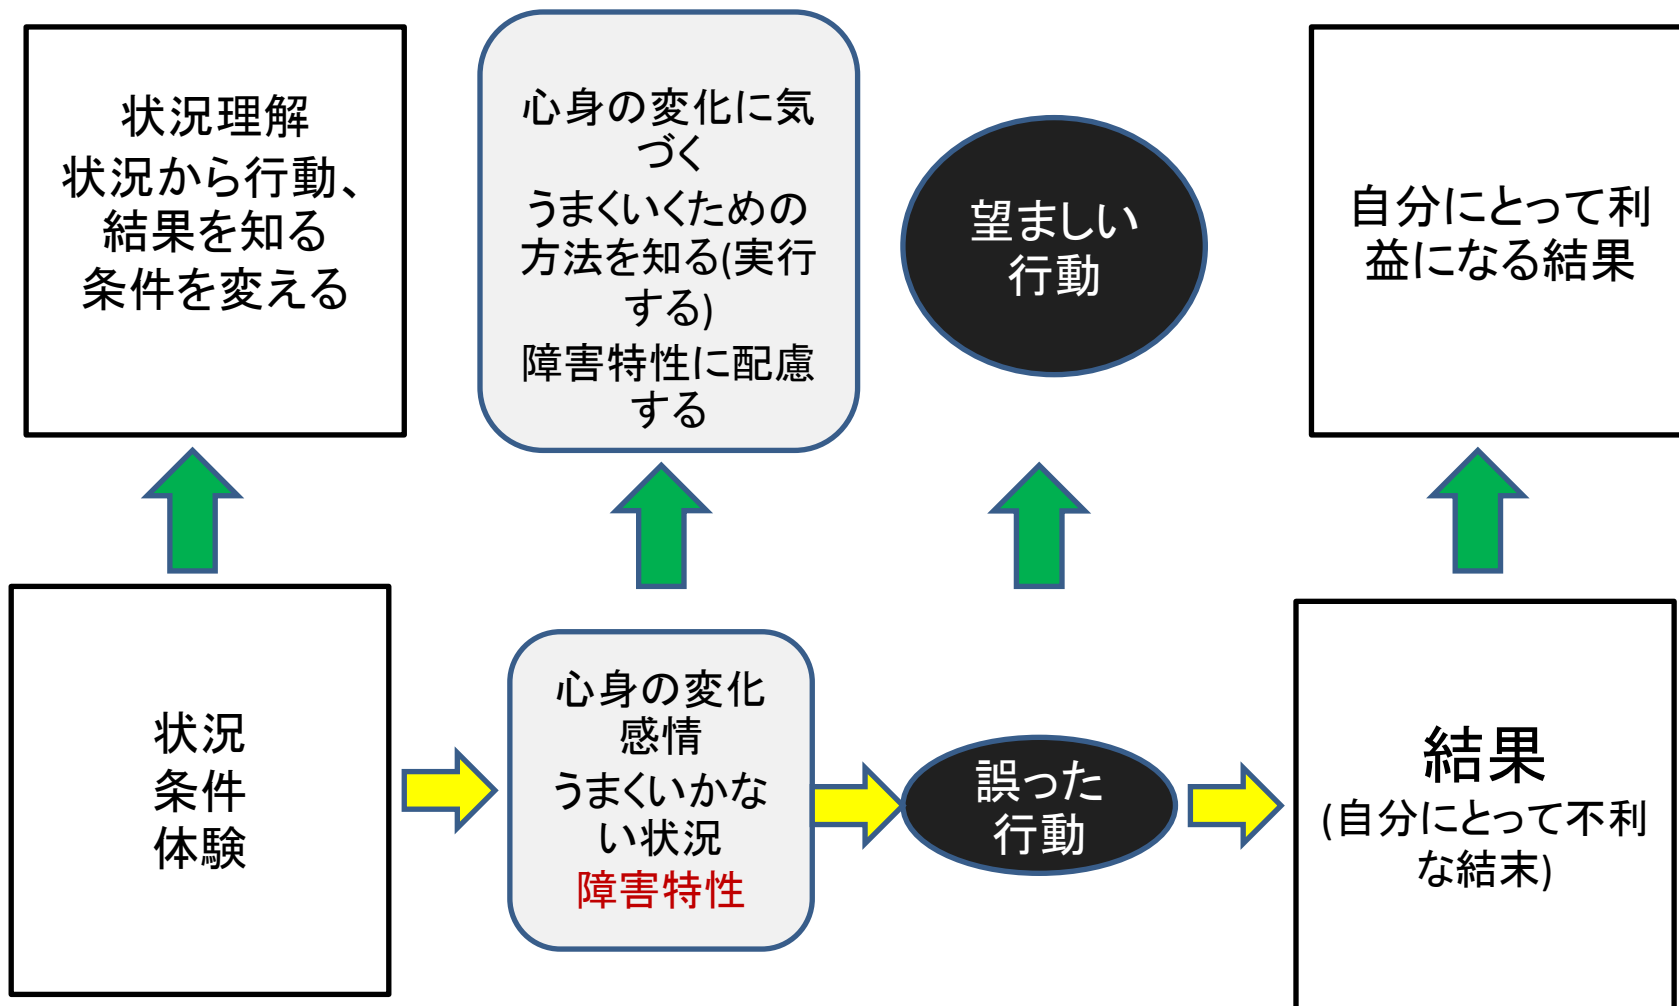 状況理解
状況から行動、
結果を知る
条件を変える
心身の変化に気
づく
うまくいくための
方法を知る(実行
する)
障害特性に配慮
する
望ましい
行動
自分にとって利
益になる結果
状況
条件
体験
心身の変化
感情
うまくいかな
い状況
障害特性
誤った
行動
結果
(自分にとって不利
な結末)